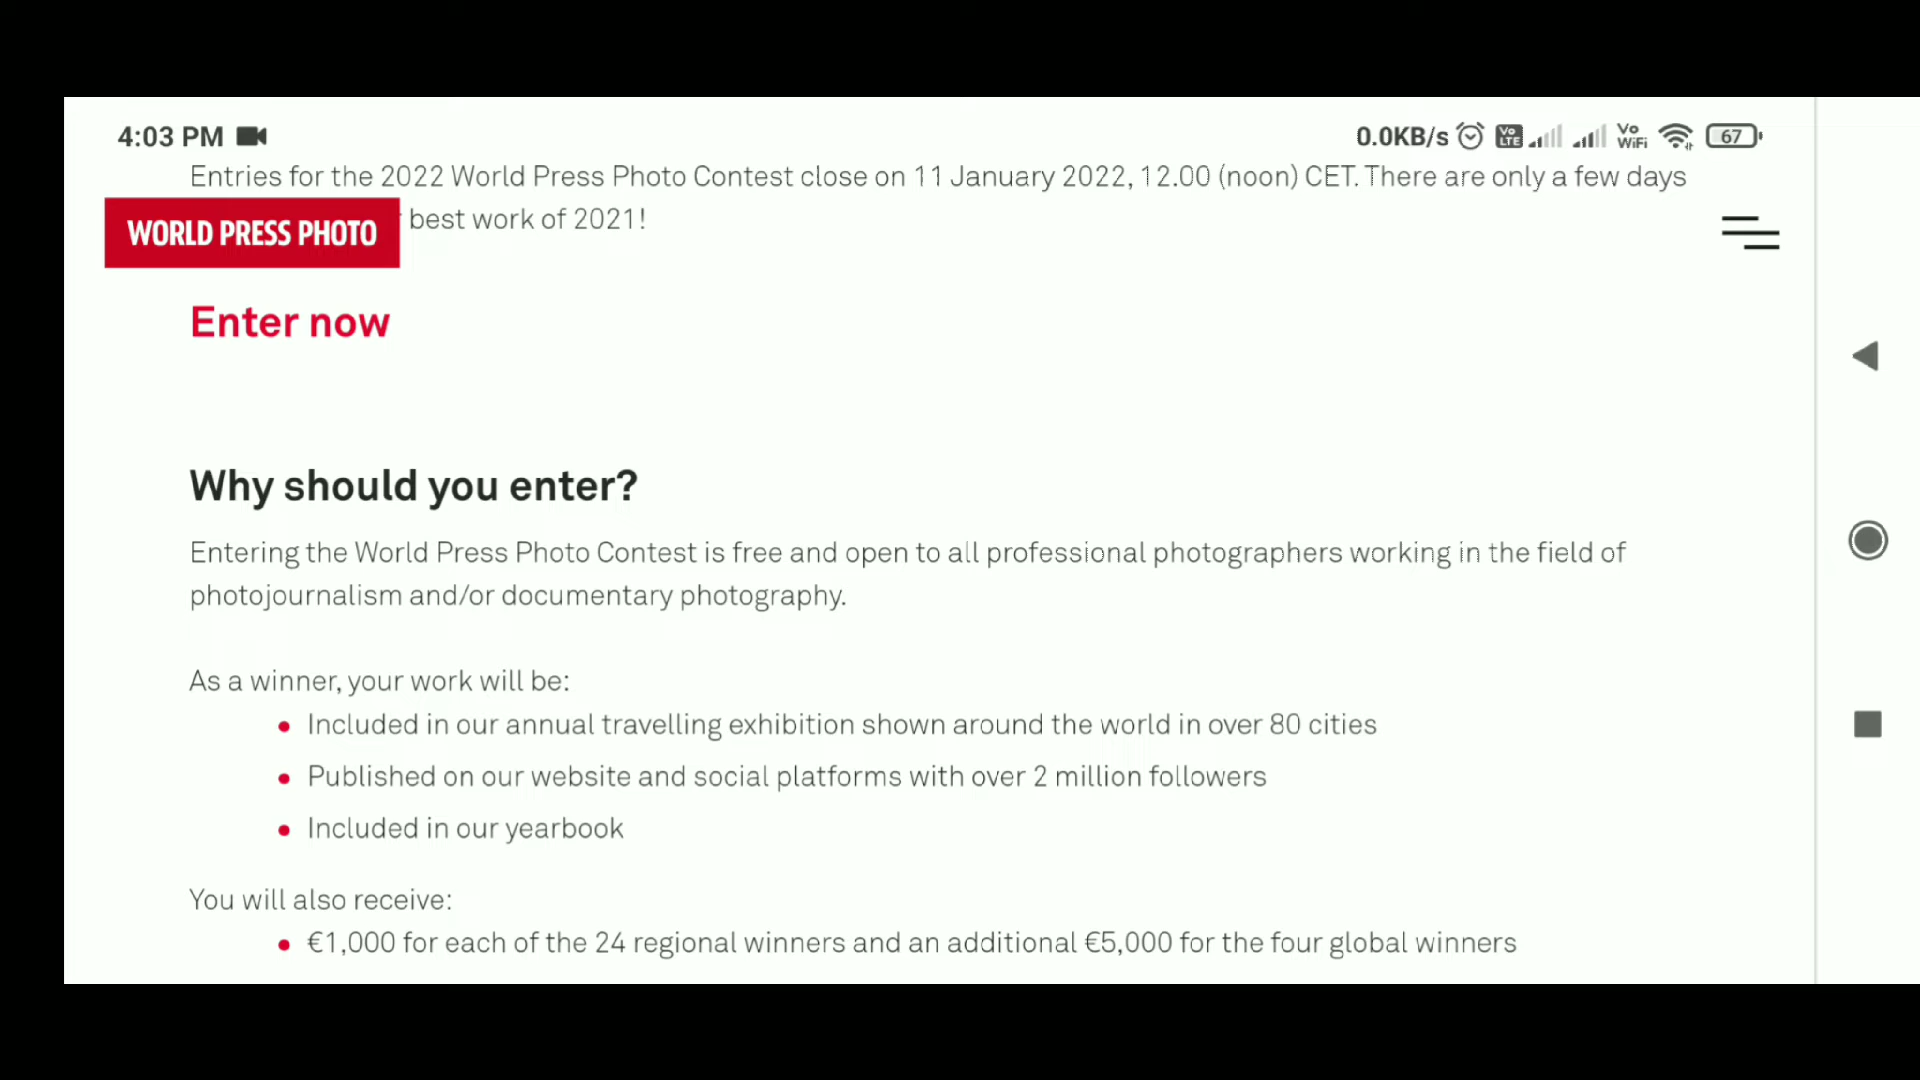 4:03 PM
0.0KB/s Vo LTE Vo WiFi 67
Entries for the 2022 World Press Photo Contest close on 11 January 2022, 12.00 (noon) CET. There are only a few days
WORLD PRESS PHOTO
best work of 2021!
Enter now
Why should you enter?
Entering the World Press Photo Contest is free and open to all professional photographers working in the field of
photojournalism and/or documentary photography.
As a winner, your work will be:
• Included in our annual travelling exhibition shown around the world in over 80 cities
• Published on our website and social platforms with over 2 million followers
• Included in our yearbook
You will also receive:
• €1,000 for each of the 24 regional winners and an additional €5,000 for the four global winners